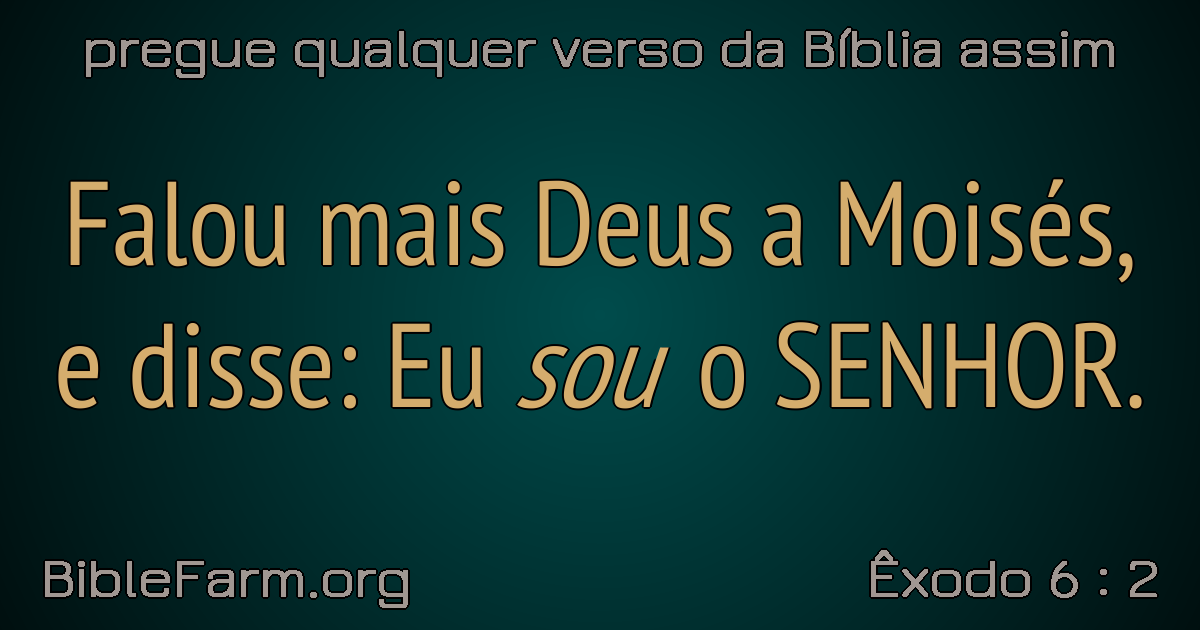 pregue qualquer verso da Bíblia assim
Falou mais Deus a Moisés,
e disse: Eu sou o SENHOR.
BibleFarm.org
Êxodo 6 : 2